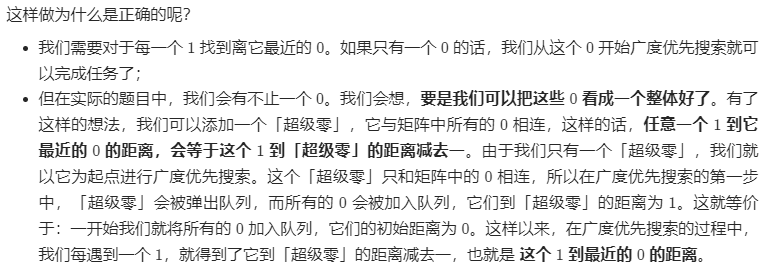 这样做为什么是正确的呢？
• 我们需要对于每一个 1 找到离它最近的 0。如果只有一个 0 的话，我们从这个 0 开始广度优先搜索就可
以完成任务了；
• 但在实际的题目中，我们会有不止一个 0。我们会想，要是我们可以把这些 0 看成一个整体好了。有了
这样的想法，我们可以添加一个「超级零」，它与矩阵中所有的 0 相连，这样的话，任意一个 1 到它
最近的 0 的距离，会等于这个 1 到「超级零」的距离减去一。由于我们只有一个「超级零」，我们就
以它为起点进行广度优先搜索。这个「超级零」只和矩阵中的 0 相连，所以在广度优先搜索的第一步
中，「超级零」会被弹出队列，而所有的 0 会被加入队列，它们到「超级零」的距离为 1。这就等价
于：一开始我们就将所有的 0 加入队列，它们的初始距离为 0。这样以来，在广度优先搜索的过程中，
我们每遇到一个 1，就得到了它到「超级零」的距离减去一，也就是 这个 1 到最近的 0 的距离。